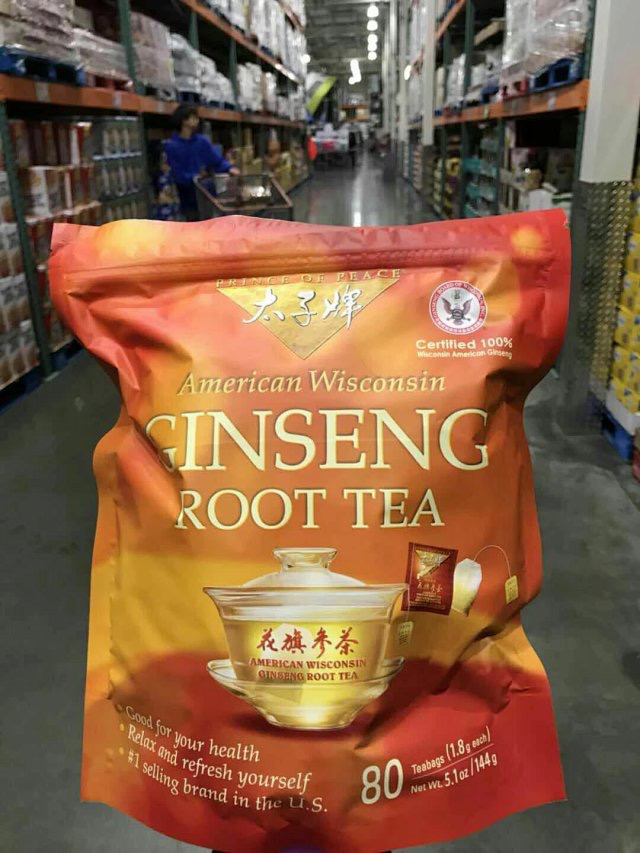 PRINCE OF PEACE
太子牌
Certified 100%
Wisconsin American Ginseng
American Wisconsin
GINSENG
ROOT TEA
花旗參茶
AMERICAN WISCONSIN
GINSENG ROOT TEA
• Good for your health
• Relax and refresh yourself
• #1 selling brand in the U.S.
80 Teabags (1.8g each)
Net Wt. 5.1oz/144g